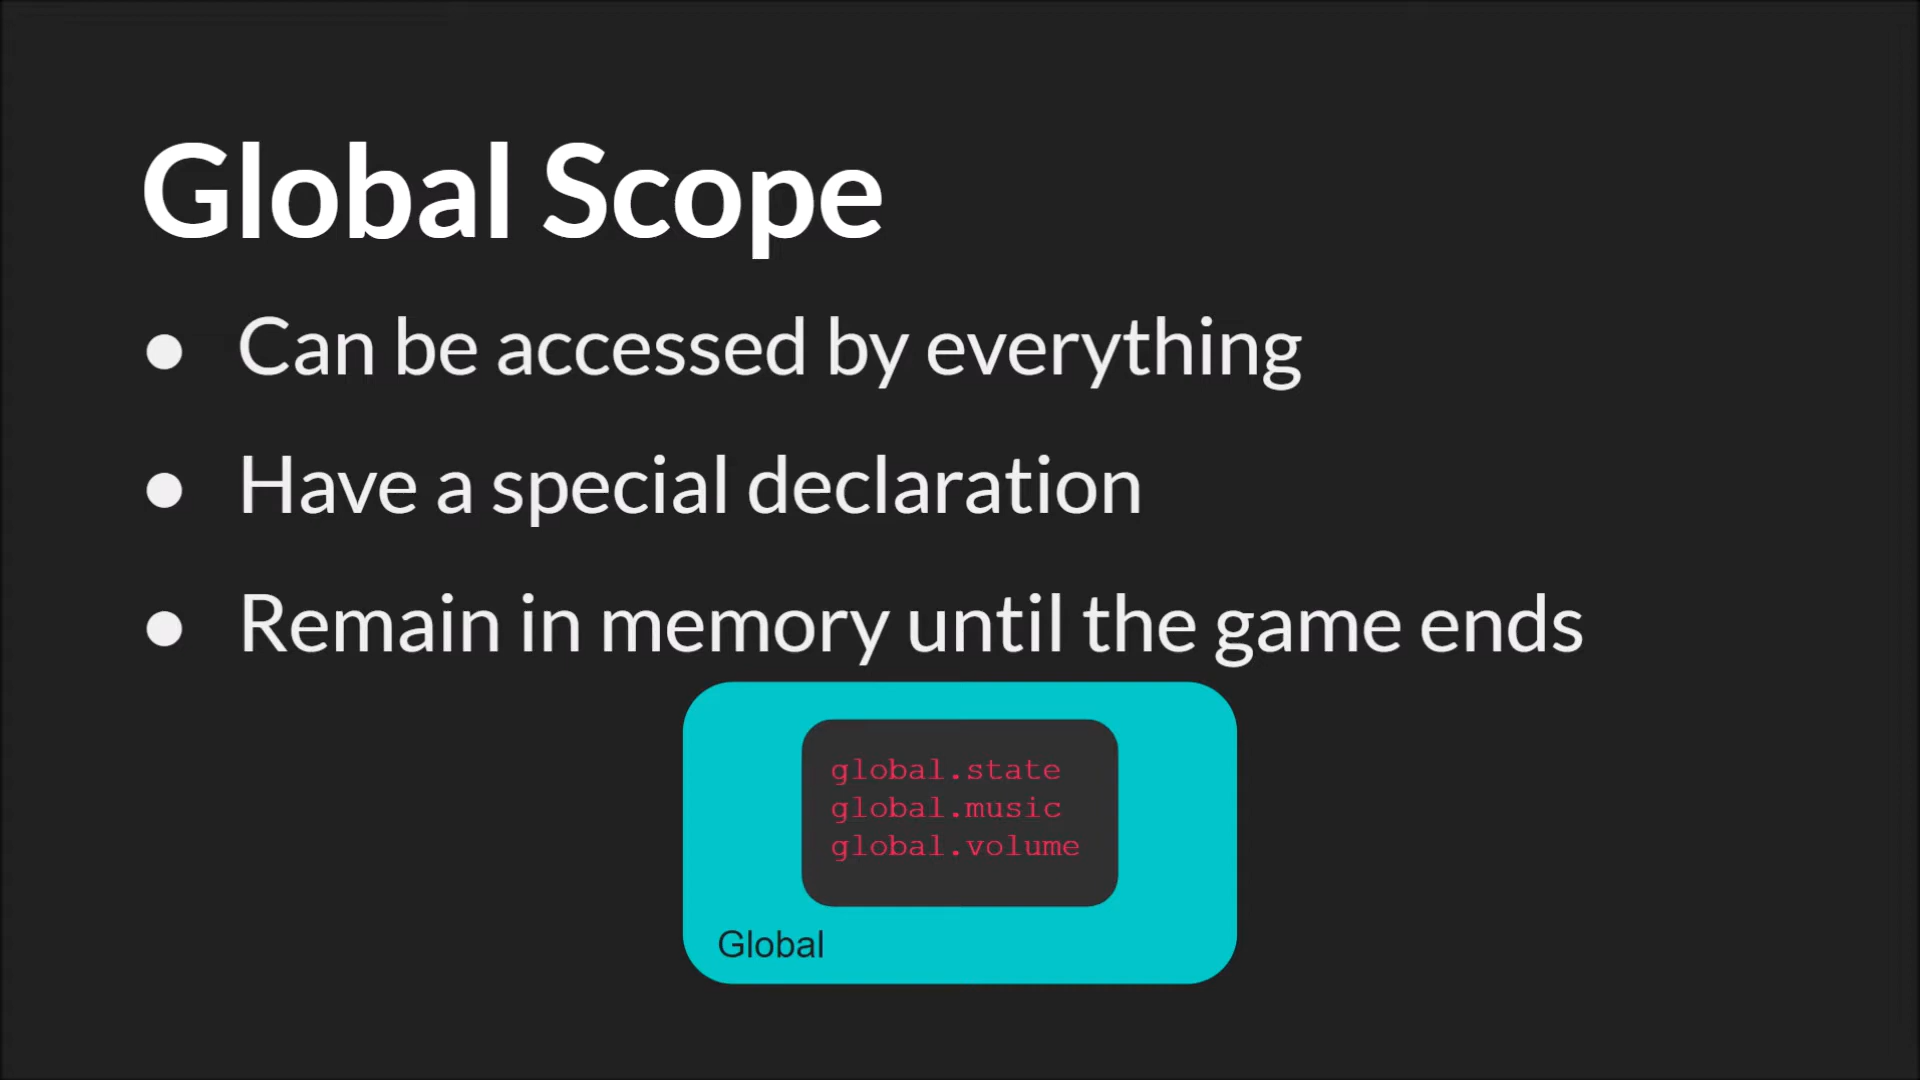 Global Scope
● Can be accessed by everything
● Have a special declaration
● Remain in memory until the game ends
global.state
global.music
global.volume
Global